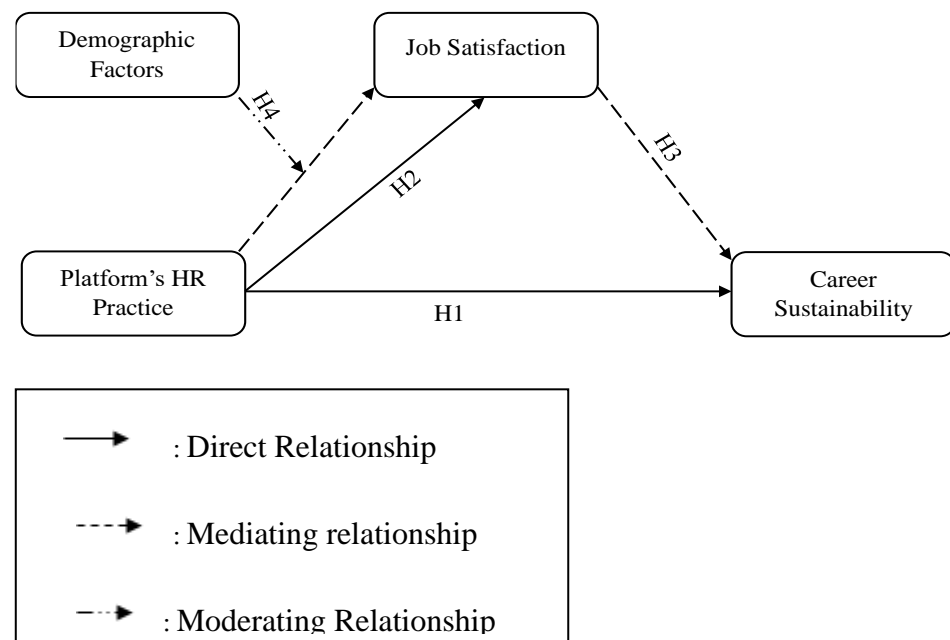 Demographic
Factors
Job Satisfaction
H4
H3
H2
Platform's HR
Practice
Career
Sustainability
H1
: Direct Relationship
: Mediating relationship
: Moderating Relationship